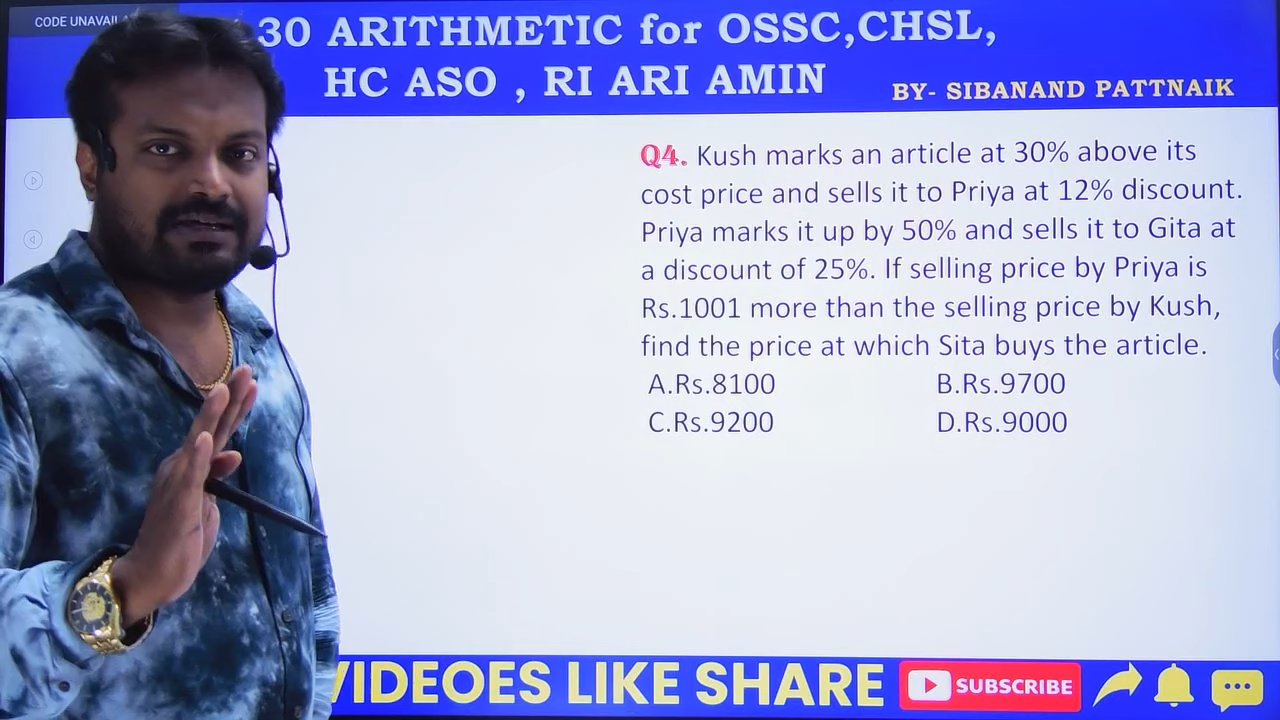 CODE UNAVAILA
30 ARITHMETIC for OSSC,CHSL,
HC ASO , RI ARI AMIN
BY- SIBANAND PATTNAIK
Q4. Kush marks an article at 30% above its
cost price and sells it to Priya at 12% discount.
Priya marks it up by 50% and sells it to Gita at
a discount of 25%. If selling price by Priya is
Rs.1001 more than the selling price by Kush,
find the price at which Sita buys the article.
A.Rs.8100 B.Rs.9700
C.Rs.9200 D.Rs.9000
VIDEOES LIKE SHARE
SUBSCRIBE